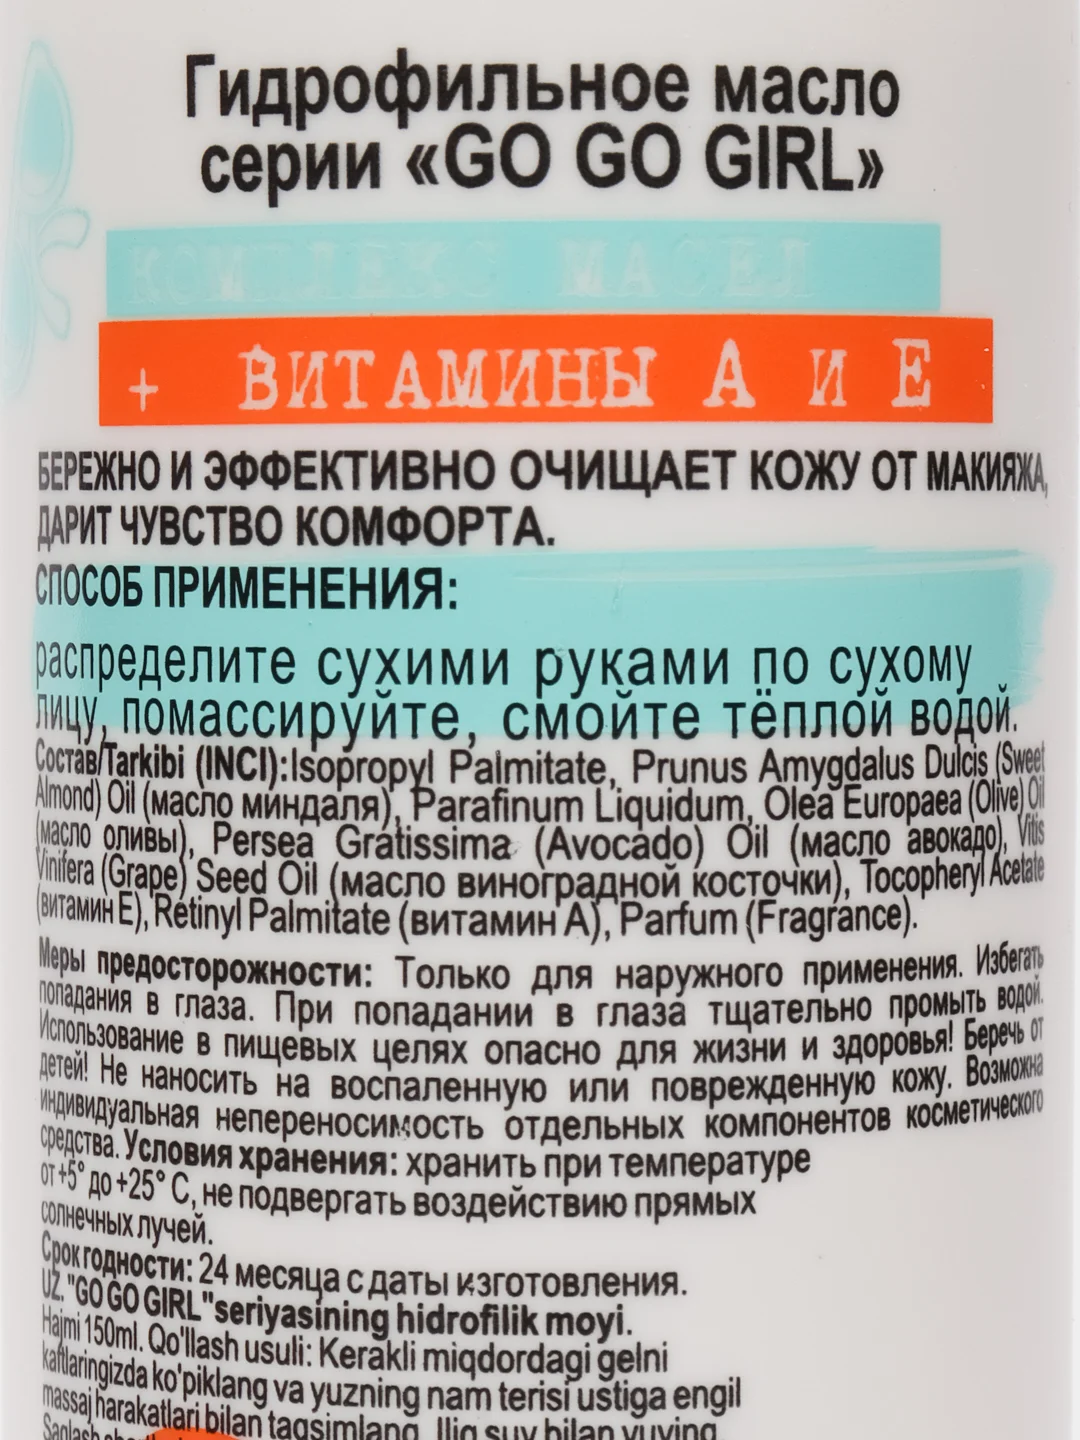 Гидрофильное масло
серии «GO GO GIRL»
КОМПЛЕКС МАСЕЛ
+ ВИТАМИНЫ А И Е
БЕРЕЖНО И ЭФФЕКТИВНО ОЧИЩАЕТ КОЖУ ОТ МАКИЯЖА,
ДАРИТ ЧУВСТВО КОМФОРТА.
СПОСОБ ПРИМЕНЕНИЯ:
распределите сухими руками по сухому
лицу, помассируйте, смойте тёплой водой.
Состав/Tarkibi (INCI):Isopropyl Palmitate, Prunus Amygdalus Dulcis (Sweet
Almond) Oil (масло миндаля), Parafinum Liquidum, Olea Europaea (Olive) Oil
(масло оливы), Persea Gratissima (Avocado) Oil (масло авокадо), Vitis
Vinifera (Grape) Seed Oil (масло виноградной косточки), Tocopheryl Acetate
(витамин Е), Retinyl Palmitate (витамин А), Parfum (Fragrance).
Меры предосторожности: Только для наружного применения. Избегать
попадания в глаза. При попадании в глаза тщательно промыть водой.
Использование в пищевых целях опасно для жизни и здоровья! Беречь от
детей! Не наносить на воспаленную или поврежденную кожу. Возможна
индивидуальная непереносимость отдельных компонентов косметического
средства. Условия хранения: хранить при температуре
от +5° до +25° С, не подвергать воздействию прямых
солнечных лучей.
Срок годности: 24 месяца с даты изготовления.
UZ. "GO GO GIRL" seriyasining hidrofilik moyi.
Hajmi 150ml. Qo'llash usuli: Kerakli miqdordagi gelni
kaftlaringizda ko'piklang va yuzning nam terisi ustiga engil
massaj harakatlari bilan taqsimlang. Iliq suv bilan yuving.
Saqlash